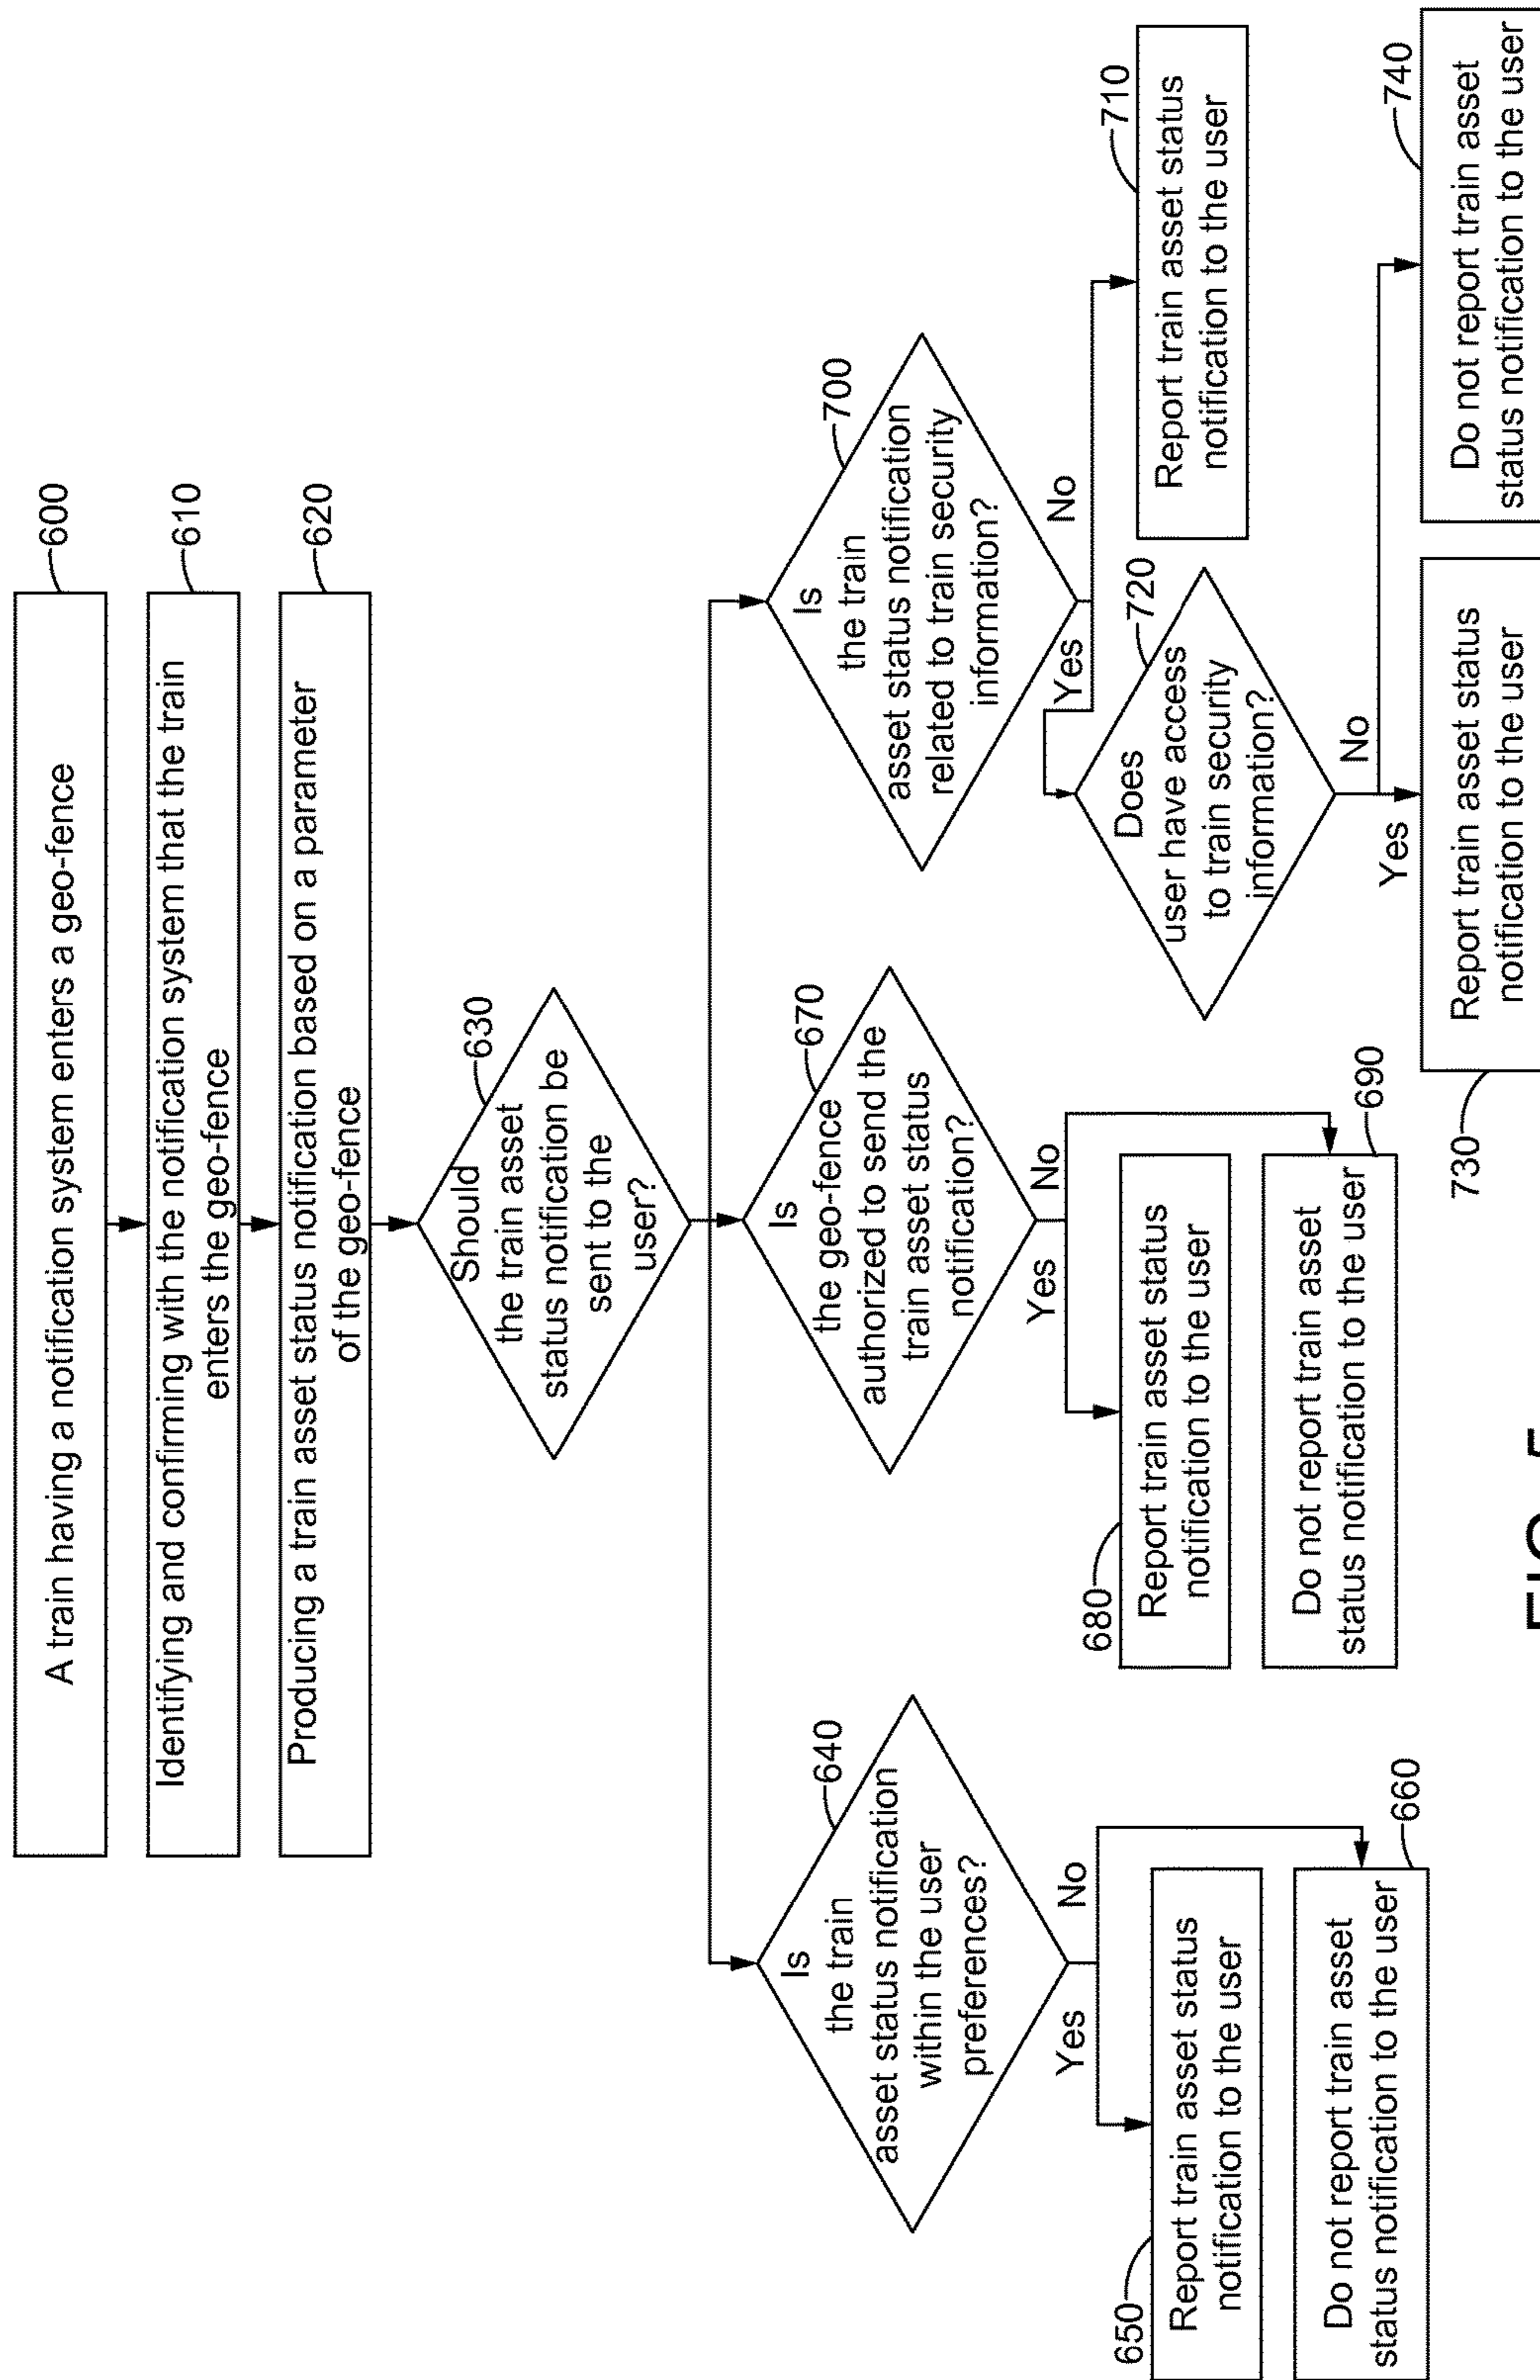 A train having a notification system enters a geo-fence
600
Identifying and confirming with the notification system that the train
enters the geo-fence
610
Producing a train asset status notification based on a parameter
of the geo-fence
620
Should
the train asset
status notification be
sent to the
user?
630
Is
the train
asset status notification
within the user
preferences?
640
Yes
No
650
Report train asset status
notification to the user
Do not report train asset
status notification to the user
660
Is
the geo-fence
authorized to send the
train asset status
notification?
670
Yes
No
680
Report train asset status
notification to the user
Do not report train asset
status notification to the user
690
Is
the train
asset status notification
related to train security
information?
700
Yes
No
Report train asset status
notification to the user
710
Does
user have access
to train security
information?
720
Yes
No
730
Report train asset status
notification to the user
Do not report train asset
status notification to the user
740